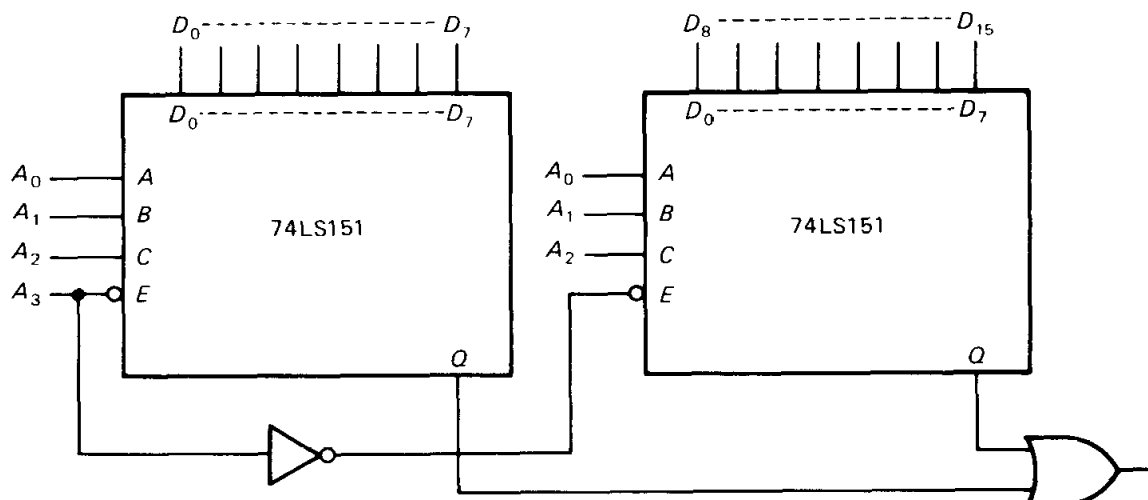 D₀ D₇ D₈ D₁₅
D₀ D₇ D₀ D₇
A₀ A A₀ A
A₁ B 74LS151 A₁ B 74LS151
A₂ C A₂ C
A₃ E E
Q Q